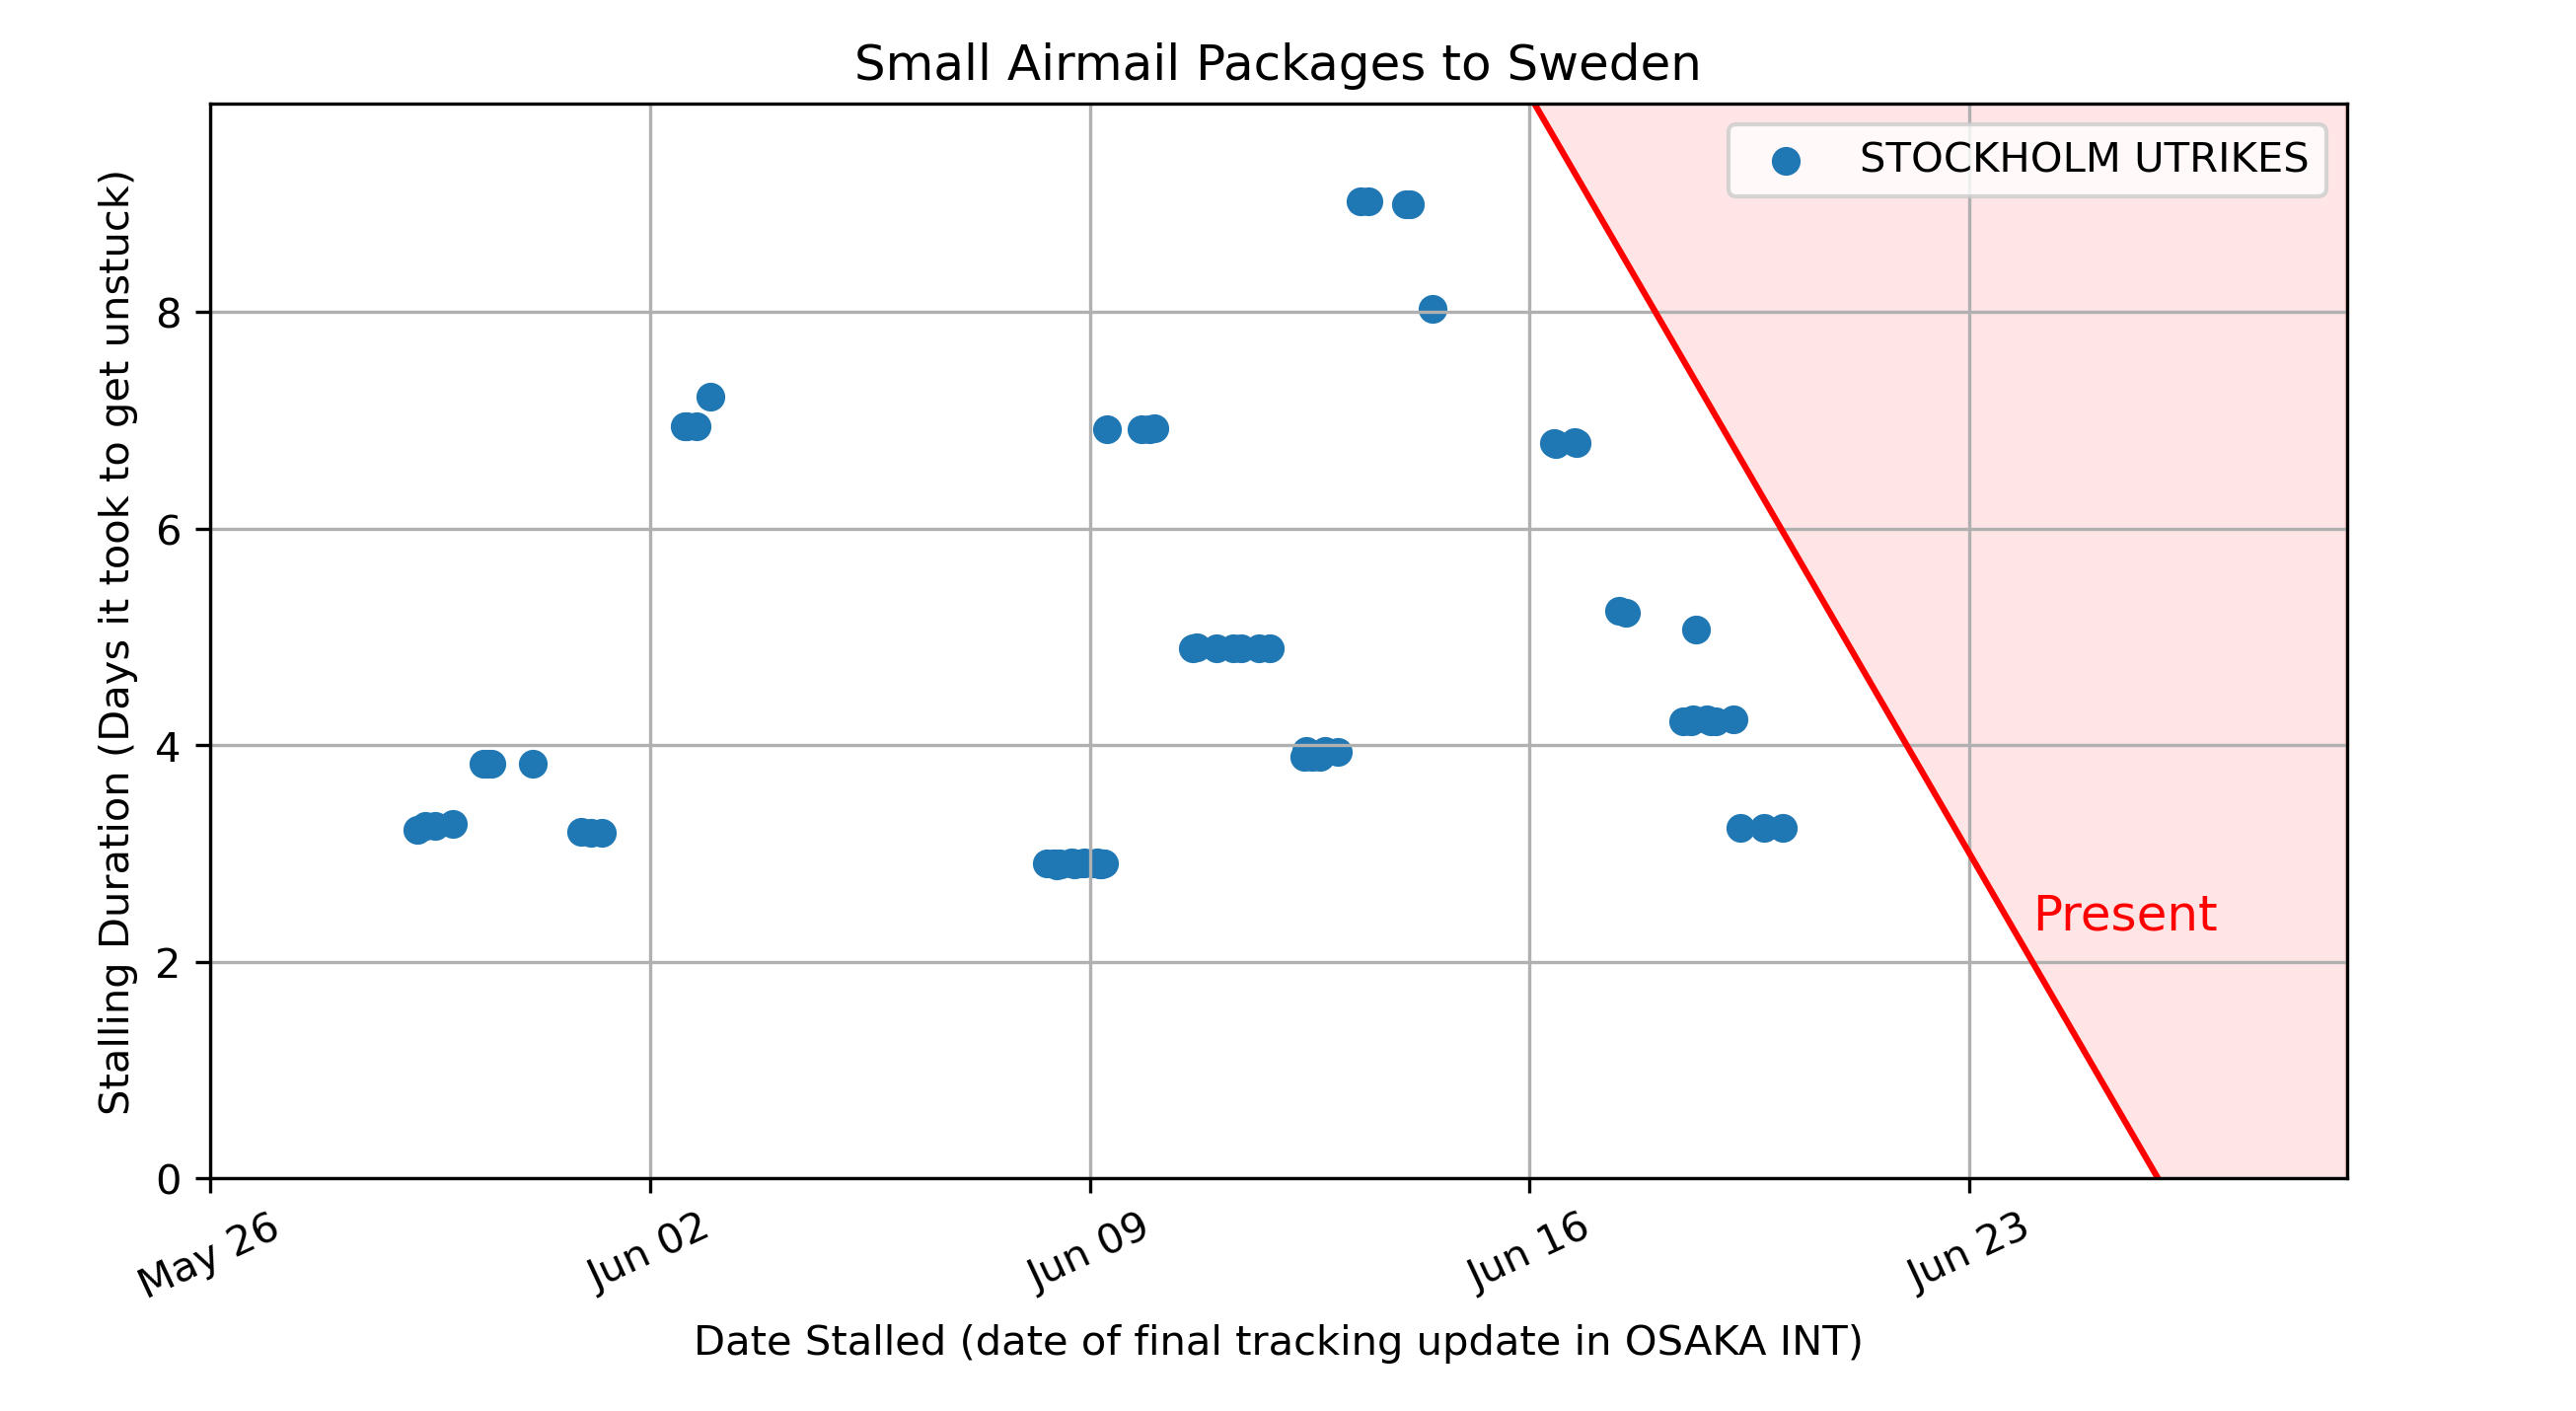 Small Airmail Packages to Sweden
STOCKHOLM UTRIKES
Stalling Duration (Days it took to get unstuck)
8
6
4
2
0
Present
May 26
Jun 02
Jun 09
Jun 16
Jun 23
Date Stalled (date of final tracking update in OSAKA INT)